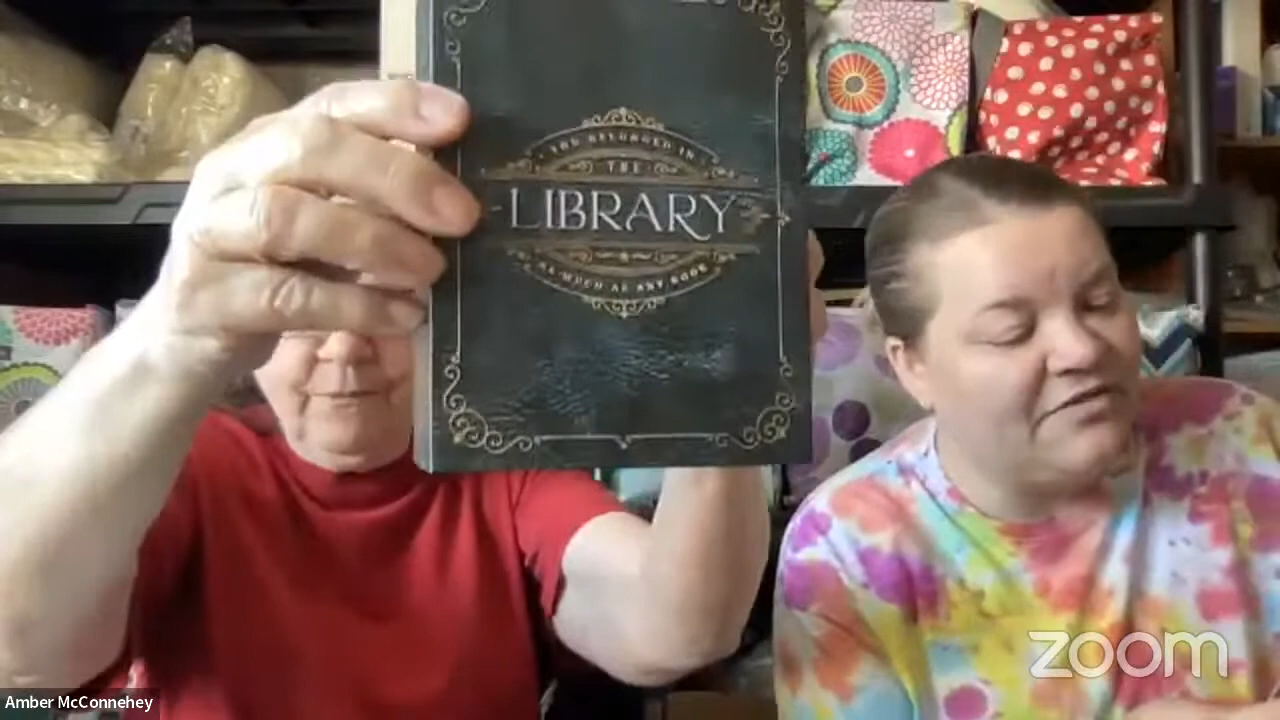 YOU BELONGED IN
THE
LIBRARY
AS MUCH AS ANY BOOK
Amber McConnehey
zoom